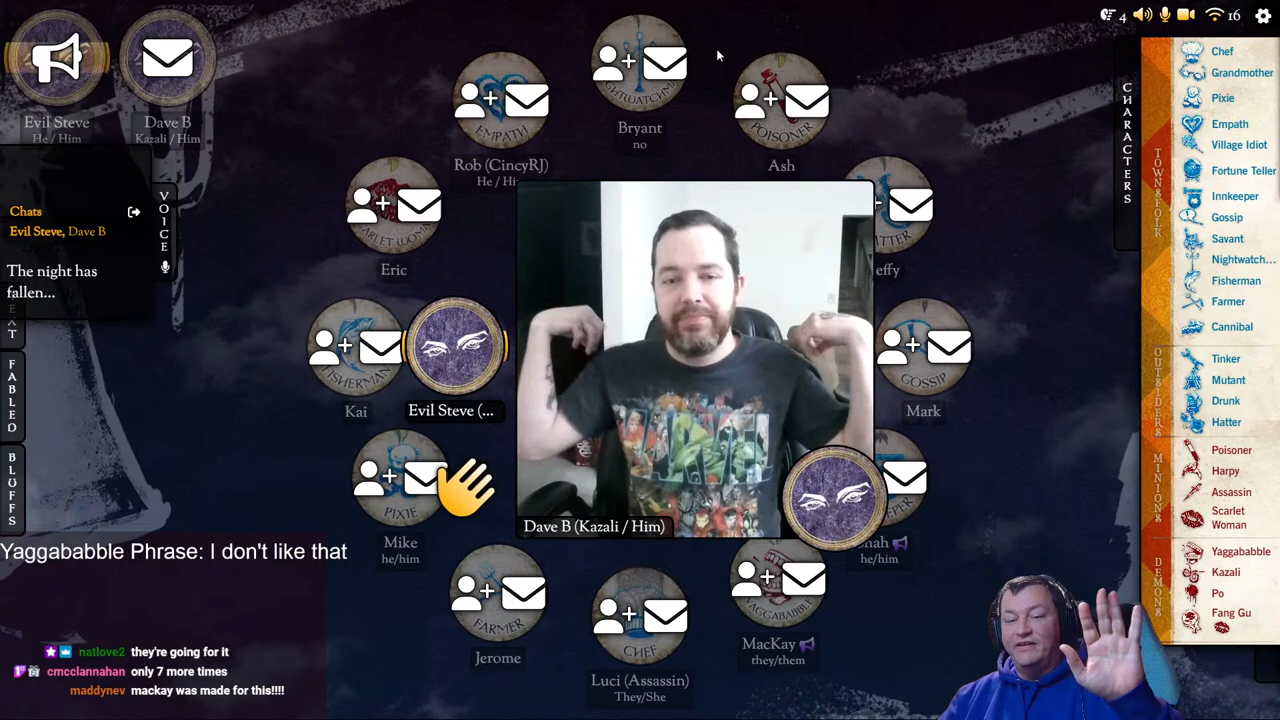 4
16
Evil Steve
He / Him
Dave B
Kazali / Him
Chats
Evil Steve, Dave B
The night has
fallen...
VOICE
FABLED
BLUFFS
Bryant
no
POISONER
Ash
EMPATH
Rob (CincyRJ)
Eric
FISHERMAN
Kai
Evil Steve (...
GOSSIP
Mark
PIXIE
Mike
he/him
he/him
FARMER
Jerome
CHEF
Luci (Assassin)
They/She
YAGGABABBLE
MacKay
they/them
Dave B (Kazali / Him)
Yaggababble Phrase: I don't like that
natlove2 they're going for it
cmcclannahan only 7 more times
maddynev mackay was made for this!!!!
CHARACTERS
TOWNSFOLK
Chef
Grandmother
Pixie
Empath
Village Idiot
Fortune Teller
Innkeeper
Gossip
Savant
Nightwatch...
Fisherman
Farmer
Cannibal
OUTSIDERS
Tinker
Mutant
Drunk
Hatter
MINIONS
Poisoner
Harpy
Assassin
Scarlet
Woman
DEMONS
Yaggababble
Kazali
Po
Fang Gu